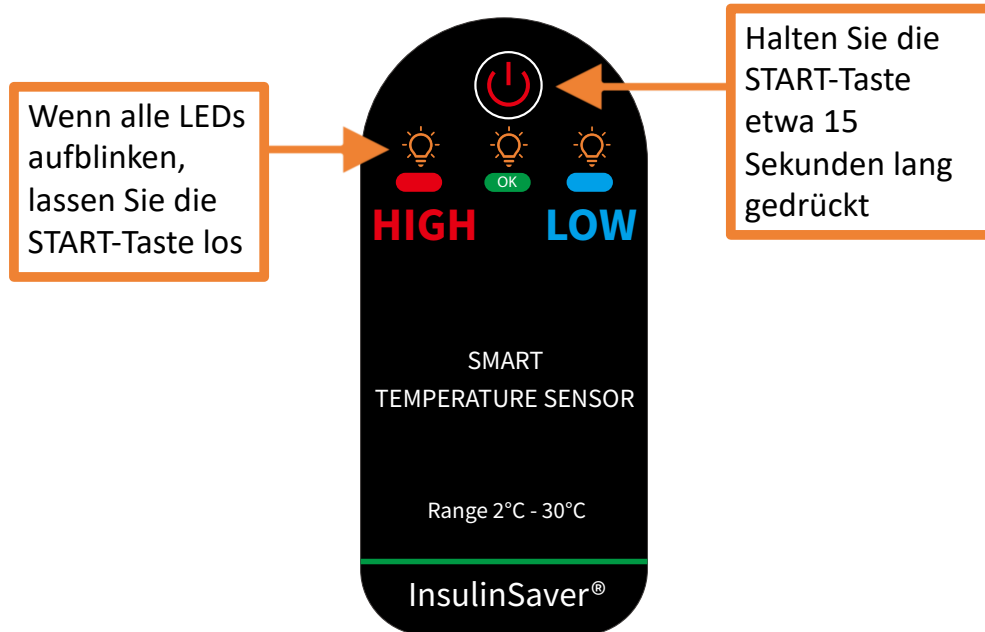 Halten Sie die
START-Taste
etwa 15
Sekunden lang
gedrückt
Wenn alle LEDs
aufblinken,
lassen Sie die
START-Taste los
OK
HIGH
LOW
SMART
TEMPERATURE SENSOR
Range 2°C - 30°C
InsulinSaver®